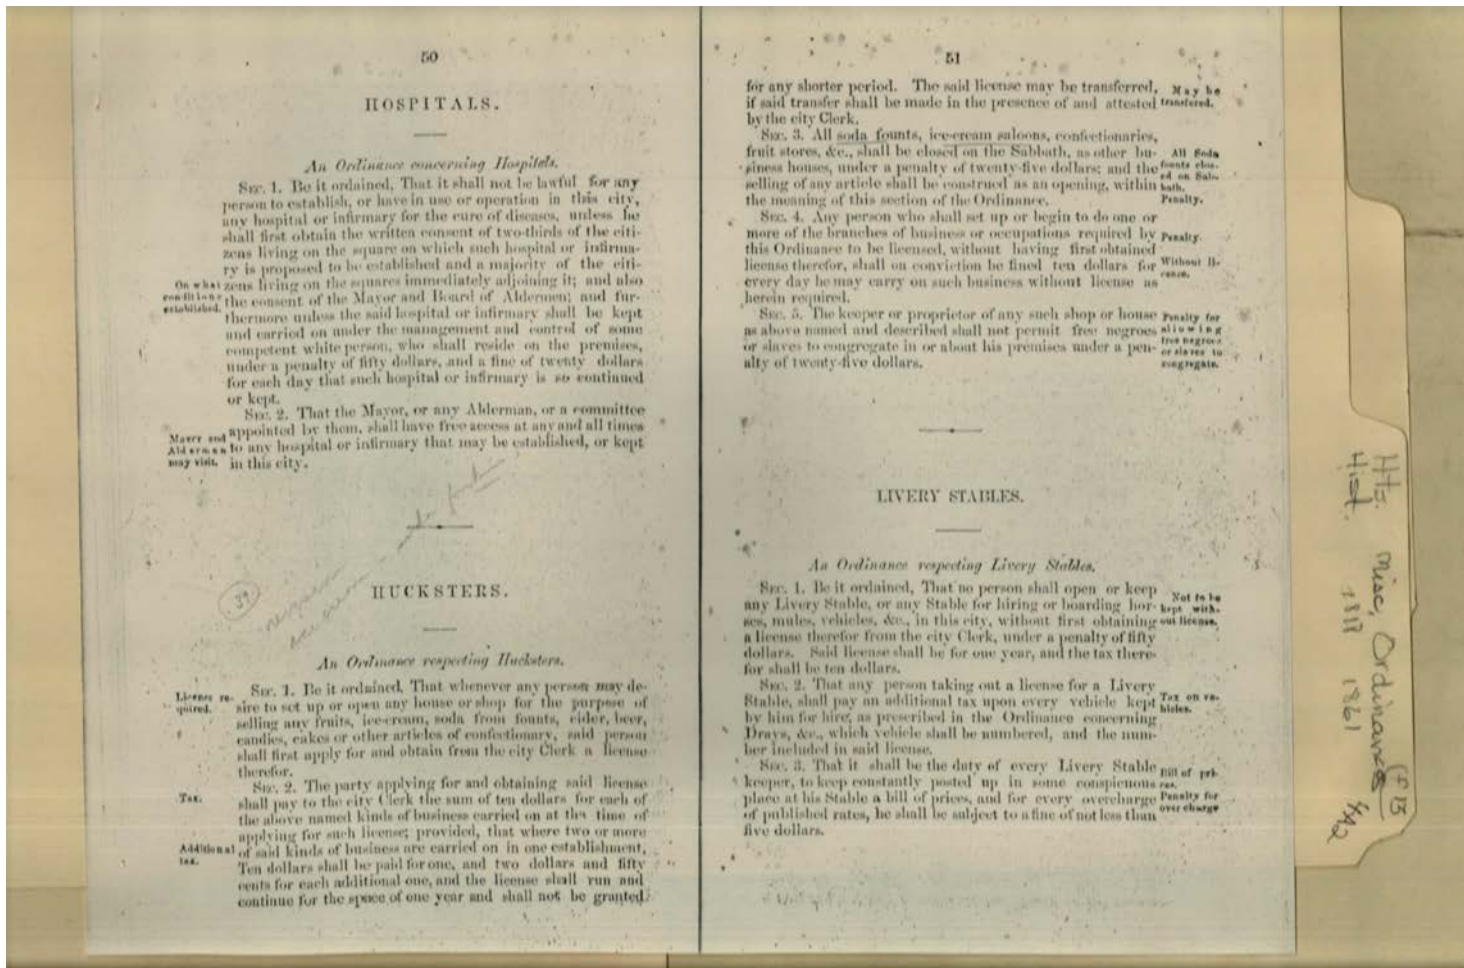 50
HOSPITALS.
An Ordinance concerning Hospitals.
SEC. 1. Be it ordained, That it shall not be lawful for any
person to establish, or have in use or operation in this city,
any hospital or infirmary for the cure of diseases, unless he
shall first obtain the written consent of two-thirds of the citi-
zens living on the square on which such hospital or infirma-
ry is proposed to be established and a majority of the citi-
On what
conditions
established.
zens living on the squares immediately adjoining it; and also
the consent of the Mayor and Board of Aldermen; and fur-
thermore unless the said hospital or infirmary shall be kept
and carried on under the management and control of some
competent white person, who shall reside on the premises,
under a penalty of fifty dollars, and a fine of twenty dollars
for each day that such hospital or infirmary is so continued
or kept.
SEC. 2. That the Mayor, or any Alderman, or a committee
appointed by them, shall have free access at any and all times
Mayor and
Alderman
may visit.
to any hospital or infirmary that may be established, or kept
in this city.
39
HUCKSTERS.
An Ordinance respecting Hucksters.
License re-
quired.
SEC. 1. Be it ordained, That whenever any person may de-
sire to set up or open any house or shop for the purpose of
selling any fruits, ice-cream, soda from founts, cider, beer,
candies, cakes or other articles of confectionary, said person
shall first apply for and obtain from the city Clerk a license
therefor.
SEC. 2. The party applying for and obtaining said license
Tax.
shall pay to the city Clerk the sum of ten dollars for each of
the above named kinds of business carried on at the time of
applying for such license; provided, that where two or more
Additional
tax.
of said kinds of business are carried on in one establishment,
Ten dollars shall be paid for one, and two dollars and fifty
cents for each additional one, and the license shall run and
continue for the space of one year and shall not be granted
51
for any shorter period. The said license may be transferred,
if said transfer shall be made in the presence of and attested
by the city Clerk.
May be
transfered.
SEC. 3. All soda founts, ice-cream saloons, confectionaries,
fruit stores, &c., shall be closed on the Sabbath, as other bu-
siness houses, under a penalty of twenty-five dollars; and the
selling of any article shall be construed as an opening, within
the meaning of this section of the Ordinance.
All Soda
founts clos-
ed on Sab-
bath.
Penalty.
SEC. 4. Any person who shall set up or begin to do one or
more of the branches of business or occupations required by
this Ordinance to be licensed, without having first obtained
license therefor, shall on conviction be fined ten dollars for
every day he may carry on such business without license as
herein required.
Penalty.
Without li-
cense.
SEC. 5. The keeper or proprietor of any such shop or house
as above named and described shall not permit free negroes
or slaves to congregate in or about his premises under a pen-
alty of twenty-five dollars.
Penalty for
allowing
free negroes
or slaves to
congregate.
LIVERY STABLES.
An Ordinance respecting Livery Stables.
SEC. 1. Be it ordained, That no person shall open or keep
any Livery Stable, or any Stable for hiring or boarding hor-
ses, mules, vehicles, &c., in this city, without first obtaining
a license therefor from the city Clerk, under a penalty of fifty
dollars. Said license shall be for one year, and the tax there-
for shall be ten dollars.
Not to be
kept with-
out license.
SEC. 2. That any person taking out a license for a Livery
Stable, shall pay an additional tax upon every vehicle kept
by him for hire, as prescribed in the Ordinance concerning
Drays, &c., which vehicle shall be numbered, and the num-
ber included in said license.
Tax on ve-
hicles.
SEC. 3. That it shall be the duty of every Livery Stable
keeper, to keep constantly posted up in some conspicuous
place at his Stable a bill of prices, and for every overcharge
of published rates, he shall be subject to a fine of not less than
five dollars.
Bill of pri-
ces.
Penalty for
over charge
Hts. Misc. Ordinances
Hist. 1818 1861